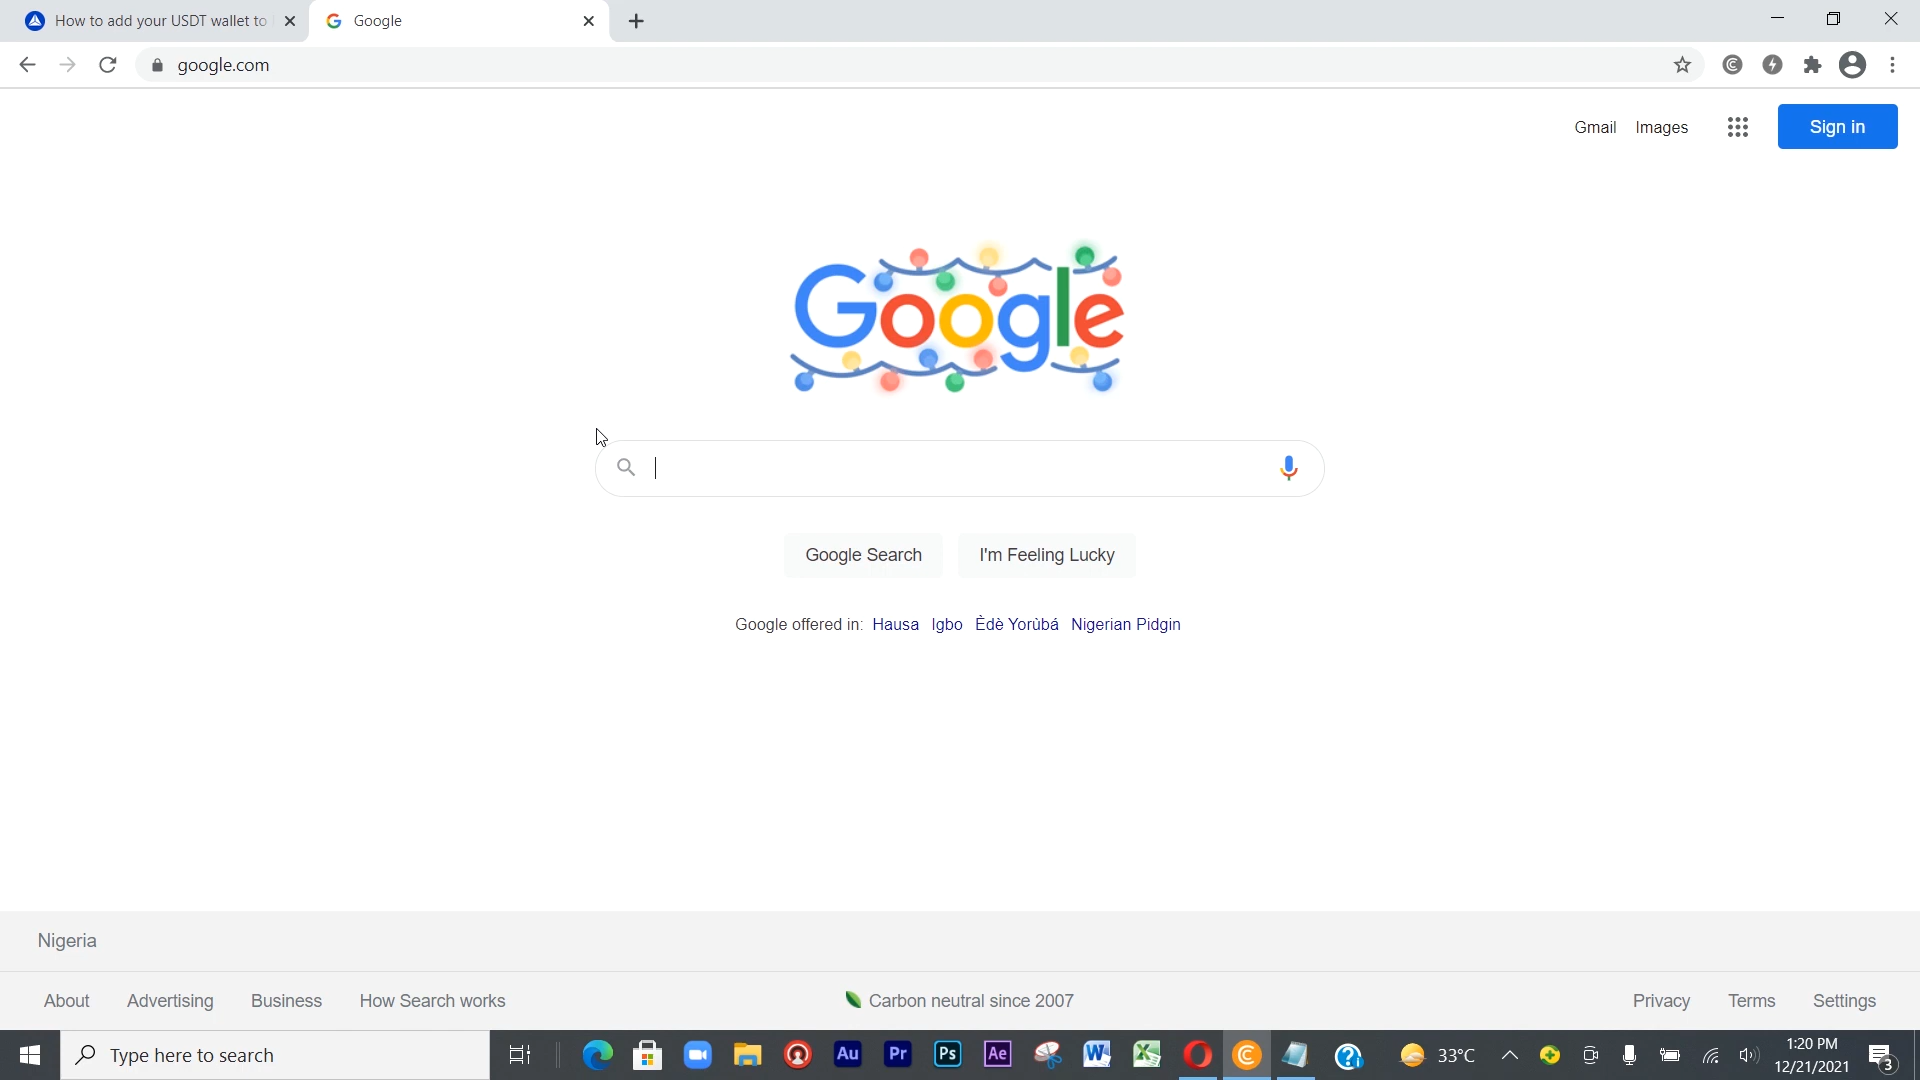 How to add your USDT wallet to
Google
google.com
Gmail Images Sign in
Google
Google Search I'm Feeling Lucky
Google offered in: Hausa Igbo Èdè Yorùbá Nigerian Pidgin
Nigeria
About Advertising Business How Search works Carbon neutral since 2007 Privacy Terms Settings
Type here to search
Au Pr Ps Ae
33°C
1:20 PM
12/21/2021
3